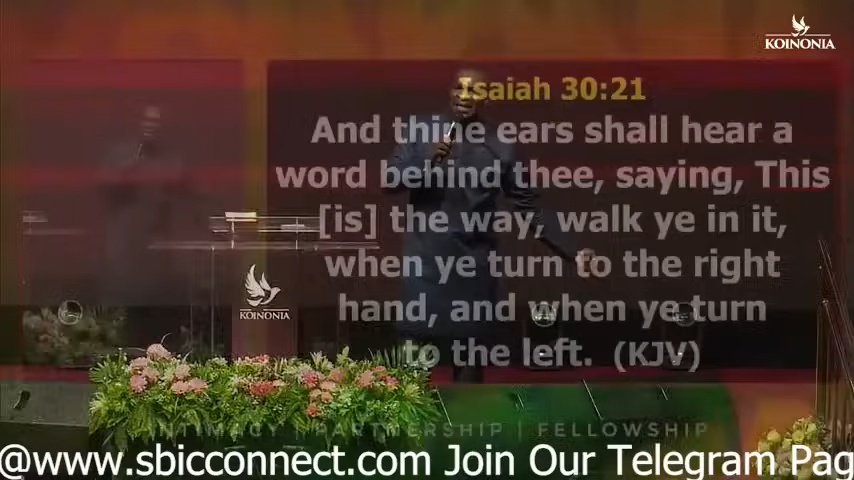 KOINONIA
Isaiah 30:21
And thine ears shall hear a
word behind thee, saying, This
[is] the way, walk ye in it,
when ye turn to the right
hand, and when ye turn
to the left. (KJV)
KOINONIA
INTIMACY | PARTNERSHIP | FELLOWSHIP
@www.sbicconnect.com Join Our Telegram Pag